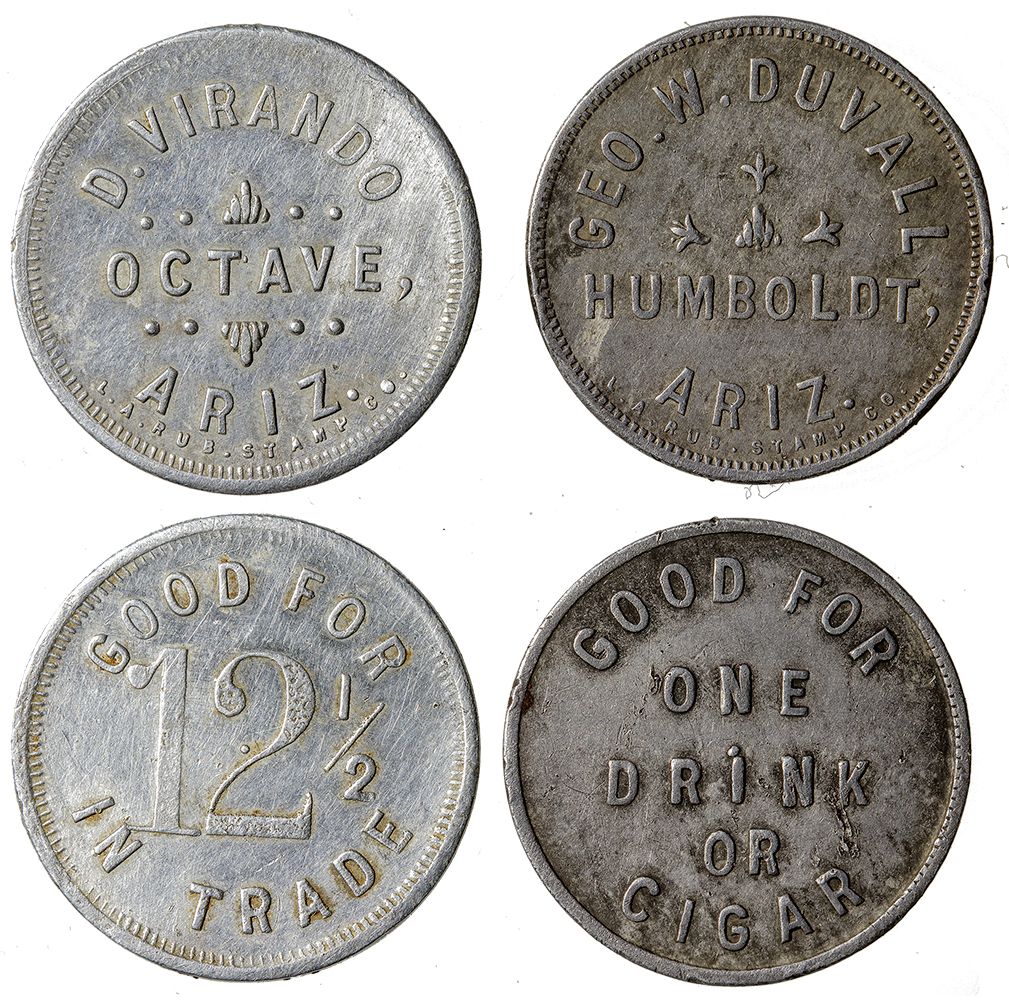 D. VIRANDO
OCTAVE,
ARIZ.
L.A. RUB. STAMP CO.
GEO. W. DUVALL
HUMBOLDT,
ARIZ.
L.A. RUB. STAMP CO.
GOOD FOR
12 1/2
IN TRADE
GOOD FOR
ONE
DRiNK
OR
CIGAR